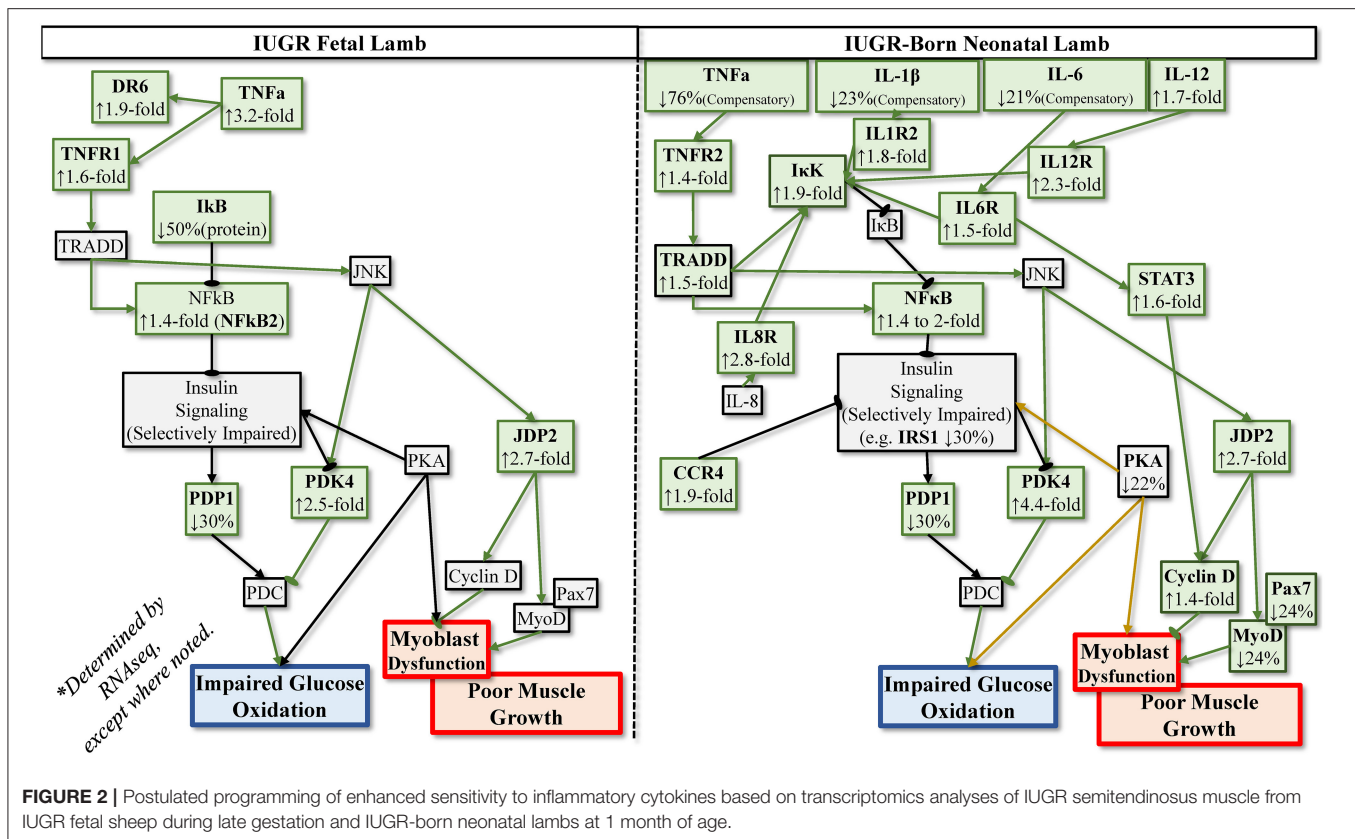 IUGR Fetal Lamb
DR6
↑1.9-fold
TNFa
↑3.2-fold
TNFR1
↑1.6-fold
IkB
↓50%(protein)
TRADD
JNK
NFkB
↑1.4-fold (NFkB2)
Insulin
Signaling
(Selectively Impaired)
PKA
JDP2
↑2.7-fold
PDP1
↓30%
PDK4
↑2.5-fold
PDC
Cyclin D
Pax7
MyoD
*Determined by
RNAseq,
except where noted.
Myoblast
Dysfunction
Impaired Glucose
Oxidation
Poor Muscle
Growth
IUGR-Born Neonatal Lamb
TNFa
↓76%(Compensatory)
IL-1β
↓23%(Compensatory)
IL-6
↓21%(Compensatory)
IL-12
↑1.7-fold
TNFR2
↑1.4-fold
IL1R2
↑1.8-fold
IκK
↑1.9-fold
IL12R
↑2.3-fold
IL6R
↑1.5-fold
IκB
TRADD
↑1.5-fold
JNK
STAT3
↑1.6-fold
NFκB
↑1.4 to 2-fold
IL8R
↑2.8-fold
IL-8
Insulin
Signaling
(Selectively Impaired)
(e.g. IRS1 ↓30%)
CCR4
↑1.9-fold
JDP2
↑2.7-fold
PKA
↓22%
PDP1
↓30%
PDK4
↑4.4-fold
PDC
Cyclin D
↑1.4-fold
Pax7
↓24%
MyoD
↓24%
Myoblast
Dysfunction
Impaired Glucose
Oxidation
Poor Muscle
Growth
FIGURE 2 | Postulated programming of enhanced sensitivity to inflammatory cytokines based on transcriptomics analyses of IUGR semitendinosus muscle from
IUGR fetal sheep during late gestation and IUGR-born neonatal lambs at 1 month of age.